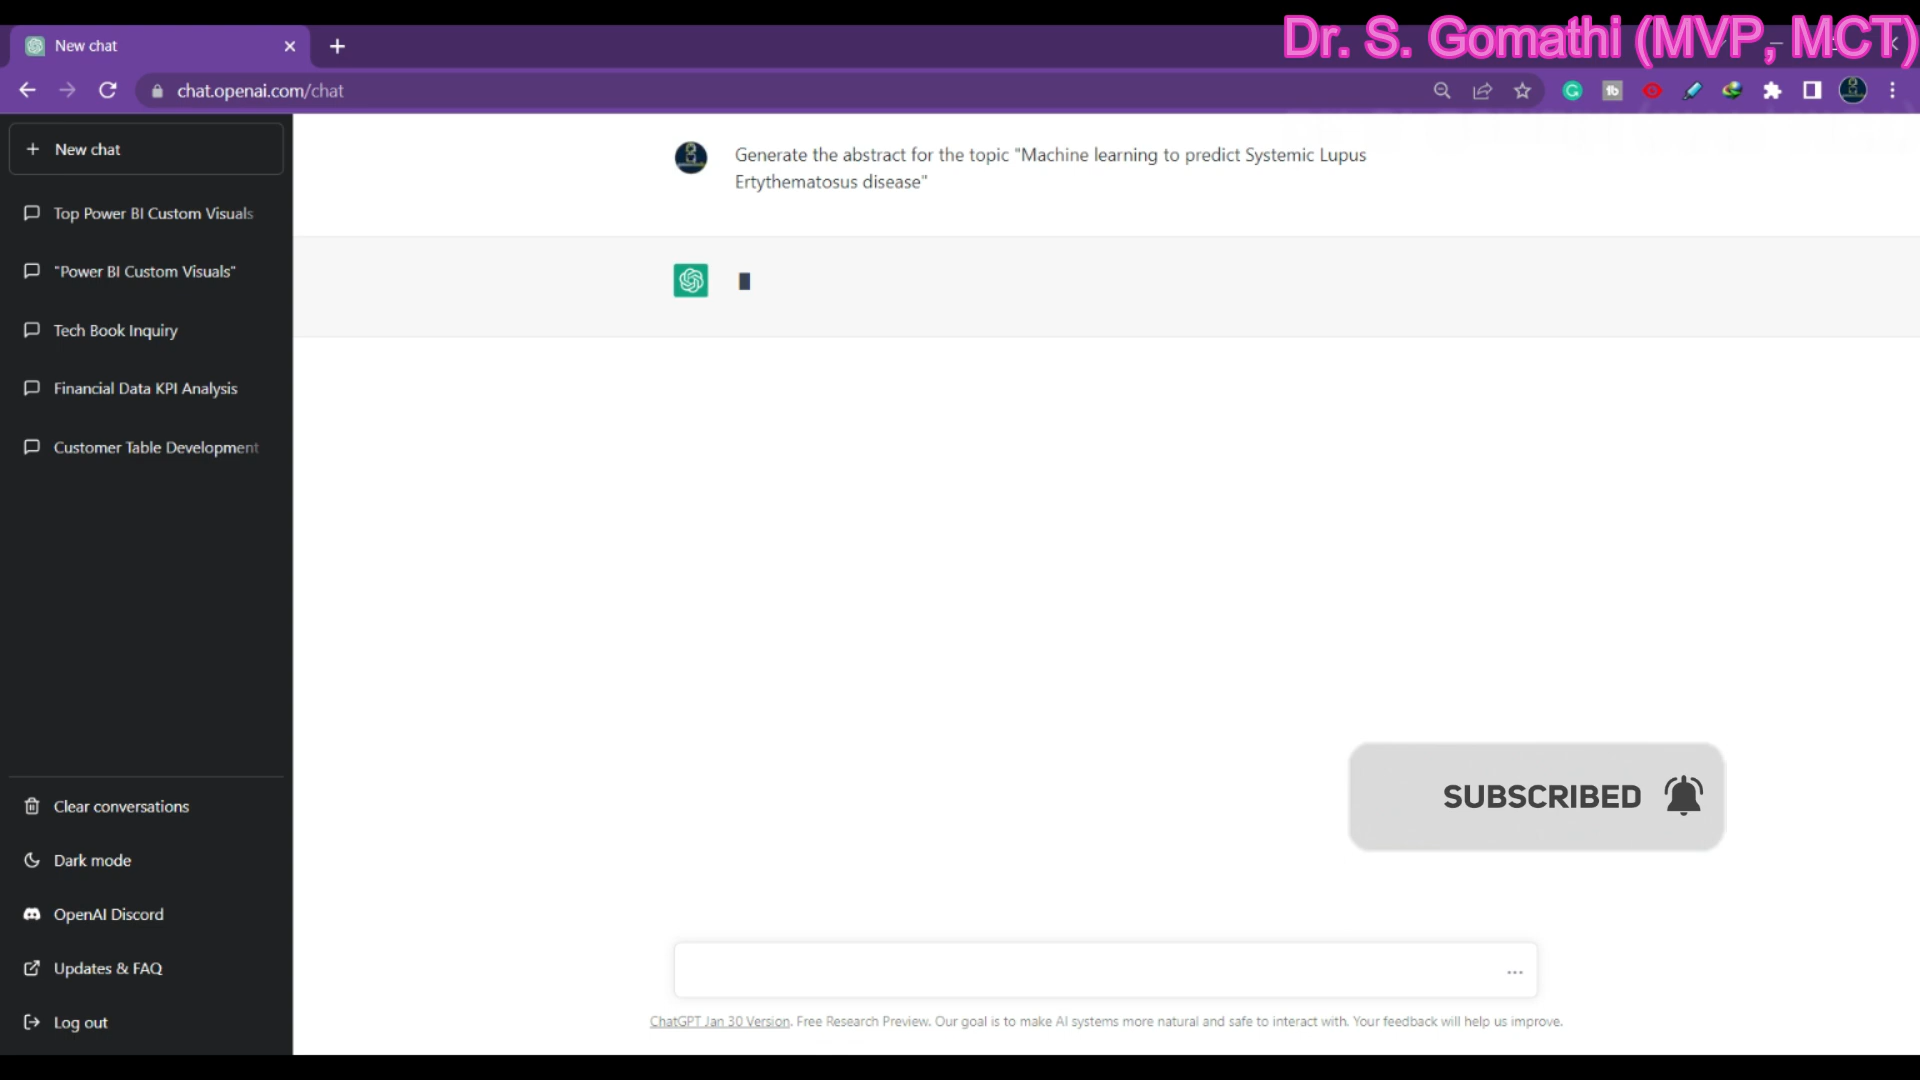 Dr. S. Gomathi (MVP, MCT)
New chat
chat.openai.com/chat
New chat
Top Power BI Custom Visuals
"Power BI Custom Visuals"
Tech Book Inquiry
Financial Data KPI Analysis
Customer Table Development
Clear conversations
Dark mode
OpenAI Discord
Updates & FAQ
Log out
Generate the abstract for the topic "Machine learning to predict Systemic Lupus
Ertythematosus disease"
SUBSCRIBED
ChatGPT Jan 30 Version. Free Research Preview. Our goal is to make AI systems more natural and safe to interact with. Your feedback will help us improve.